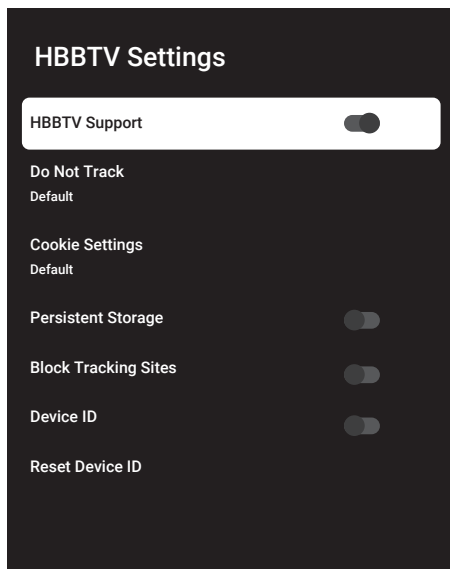 HBBTV Settings
HBBTV Support
Do Not Track
Default
Cookie Settings
Default
Persistent Storage
Block Tracking Sites
Device ID
Reset Device ID